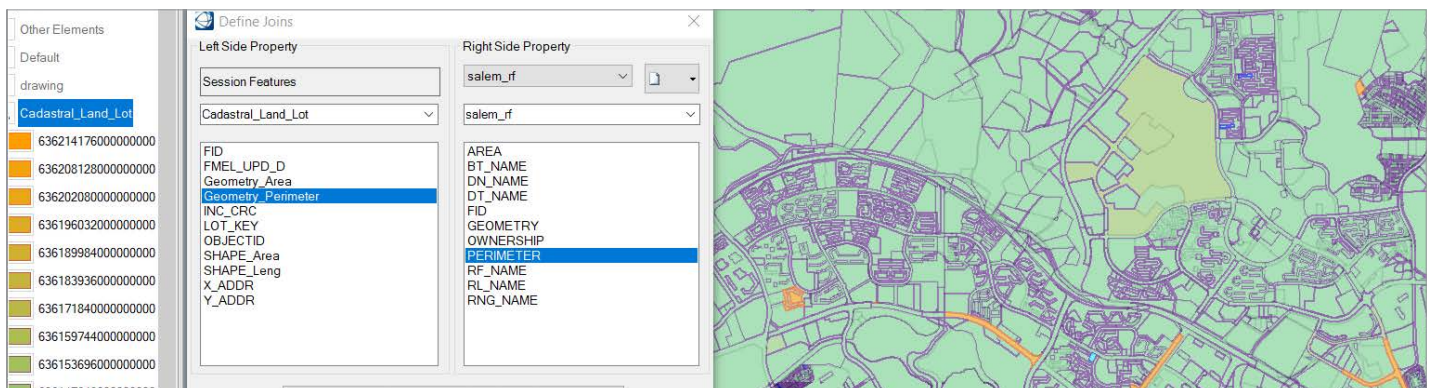 Other Elements
Default
drawing
Cadastral_Land_Lot
636214176000000000
636208128000000000
636202080000000000
636196032000000000
636189984000000000
636183936000000000
636171840000000000
636159744000000000
636153696000000000
Define Joins
Left Side Property
Session Features
Cadastral_Land_Lot
FID
FMEL_UPD_D
Geometry_Area
Geometry_Perimeter
INC_CRC
LOT_KEY
OBJECTID
SHAPE_Area
SHAPE_Leng
X_ADDR
Y_ADDR
Right Side Property
salem_rf
salem_rf
AREA
BT_NAME
DN_NAME
DT_NAME
FID
GEOMETRY
OWNERSHIP
PERIMETER
RF_NAME
RL_NAME
RNG_NAME